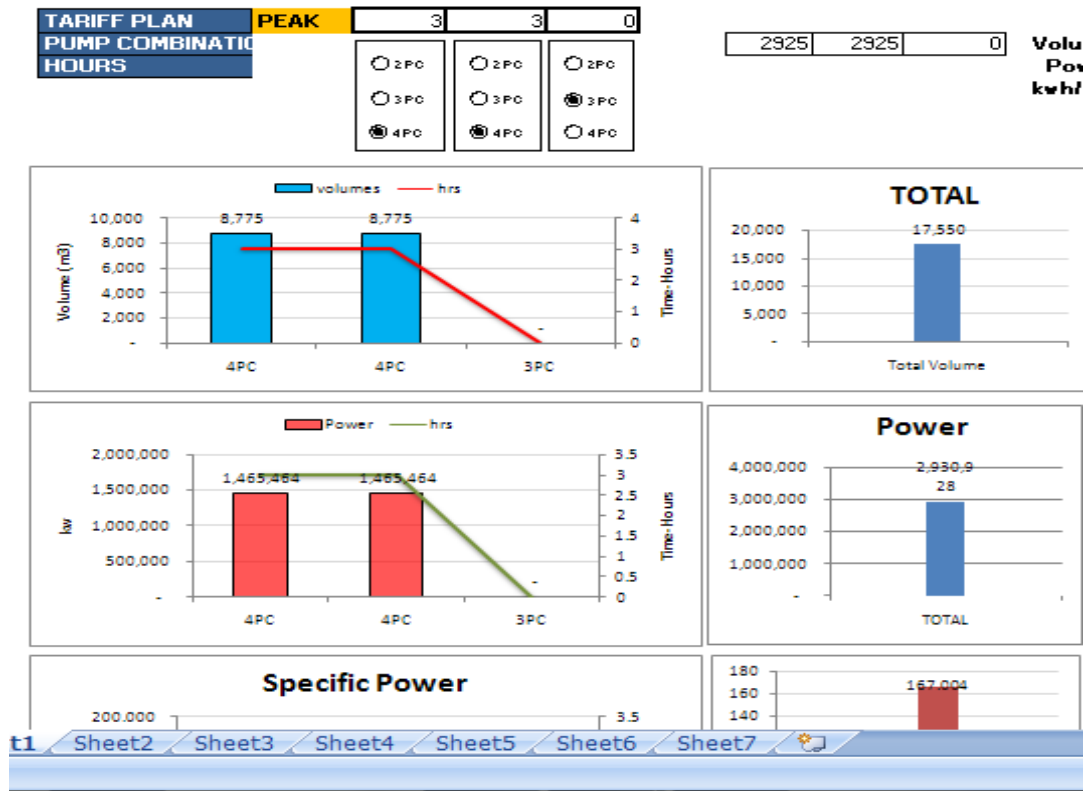 TARIFF PLAN PEAK 3 3 0
PUMP COMBINATIO
HOURS
2PC 2PC 2PC
3PC 3PC 3PC
4PC 4PC 4PC
2925 2925 0 Volu
Pow
kwh/
volumes hrs
10,000
8,000
6,000
4,000
2,000
-
Volume (m3)
8,775 8,775 -
4
3
2
1
0
Time-Hours
4PC 4PC 3PC
TOTAL
20,000
15,000
10,000
5,000
-
17,550
Total Volume
Power hrs
2,000,000
1,500,000
1,000,000
500,000
-
kw
1,465,464 1,465,464 -
3.5
3
2.5
2
1.5
1
0.5
0
Time-Hours
4PC 4PC 3PC
Power
4,000,000
3,000,000
2,000,000
1,000,000
-
2,930,9
28
TOTAL
Specific Power
200.000 3.5
180
160
140
167.004
t1 Sheet2 Sheet3 Sheet4 Sheet5 Sheet6 Sheet7